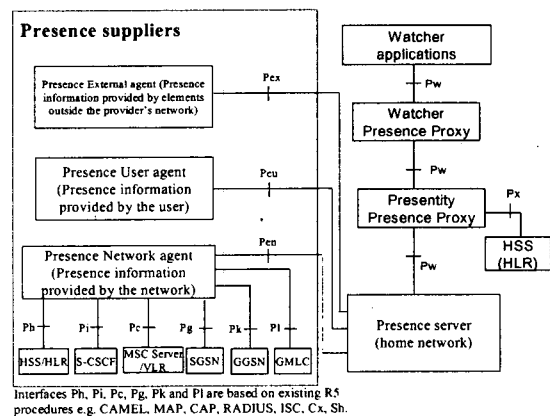 Presence suppliers
Presence External agent (Presence
information provided by elements
outside the provider's network)
Pex
Presence User agent
(Presence information
provided by the user)
Peu
Presence Network agent
(Presence information
provided by the network)
Pen
Ph
Pi
Pc
Pg
Pk
Pl
HSS/HLR
S-CSCF
MSC Server
/VLR
SGSN
GGSN
GMLC
Watcher
applications
Pw
Watcher
Presence Proxy
Pw
Presentity
Presence Proxy
Px
HSS
(HLR)
Pw
Presence server
(home network)
Interfaces Ph, Pi, Pc, Pg, Pk and Pl are based on existing R5
procedures e.g. CAMEL, MAP, CAP, RADIUS, ISC, Cx, Sh.